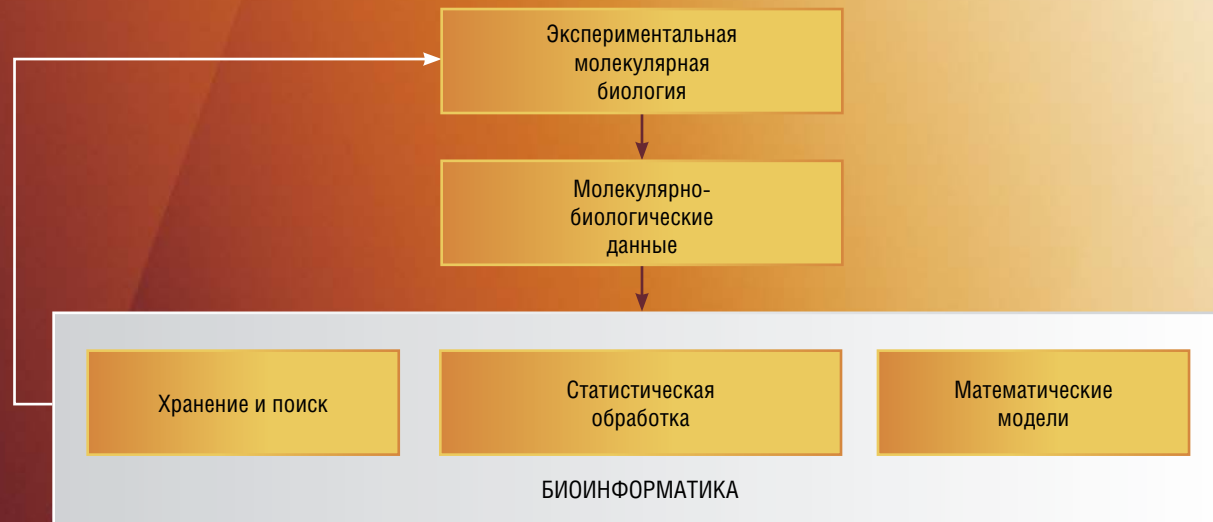 Экспериментальная
молекулярная
биология
Молекулярно-
биологические
данные
Хранение и поиск
Статистическая
обработка
Математические
модели
БИОИНФОРМАТИКА